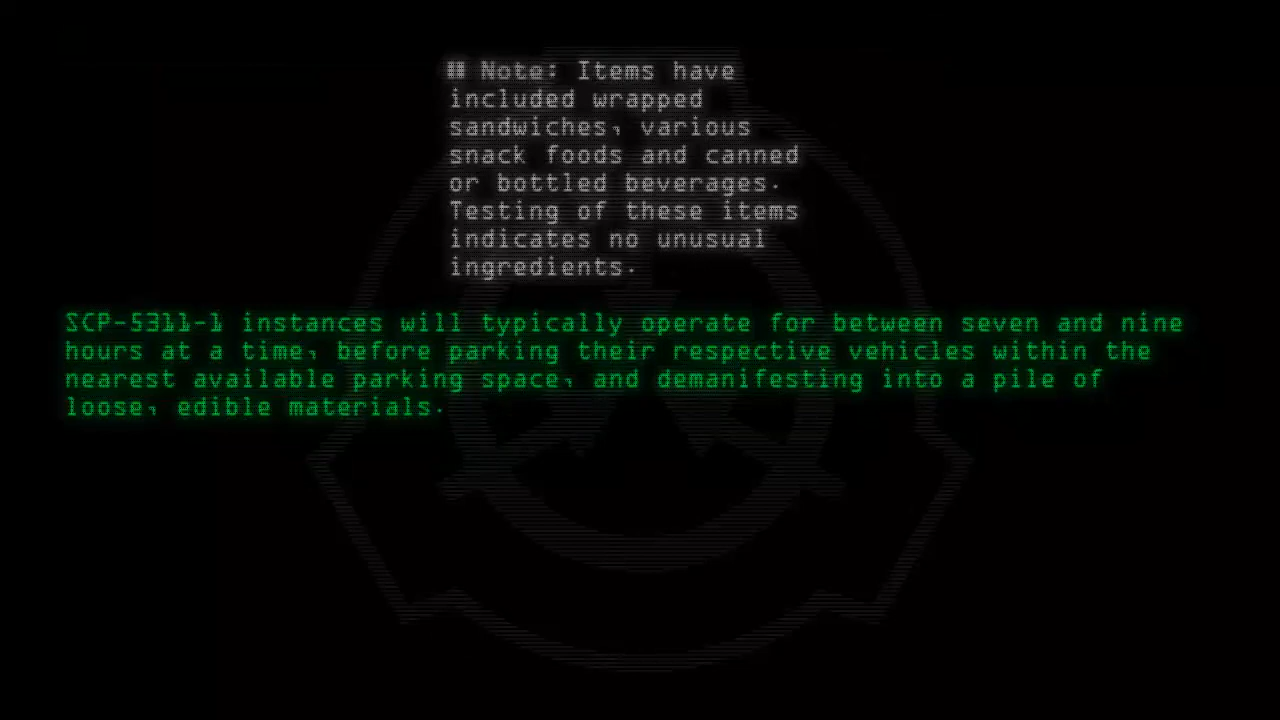 ## Note: Items have
included wrapped
sandwiches, various
snack foods and canned
or bottled beverages.
Testing of these items
indicates no unusual
ingredients.
SCP-5311-1 instances will typically operate for between seven and nine
hours at a time, before parking their respective vehicles within the
nearest available parking space, and demanifesting into a pile of
loose, edible materials.